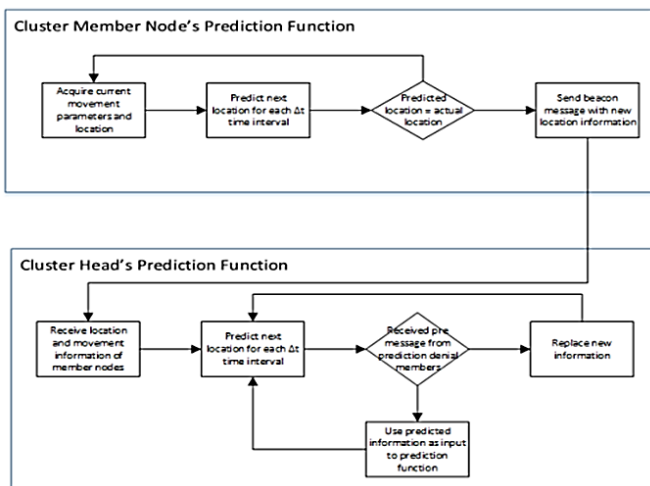 Cluster Member Node's Prediction Function
Acquire current
movement
parameters and
location
Predict next
location for each Δt
time interval
Predicted
location = actual
location
Send beacon
message with new
location information
Cluster Head's Prediction Function
Receive location
and movement
information of
member nodes
Predict next
location for each Δt
time interval
Received pre
message from
prediction denial
members
Replace new
information
Use predicted
information as input
to prediction
function